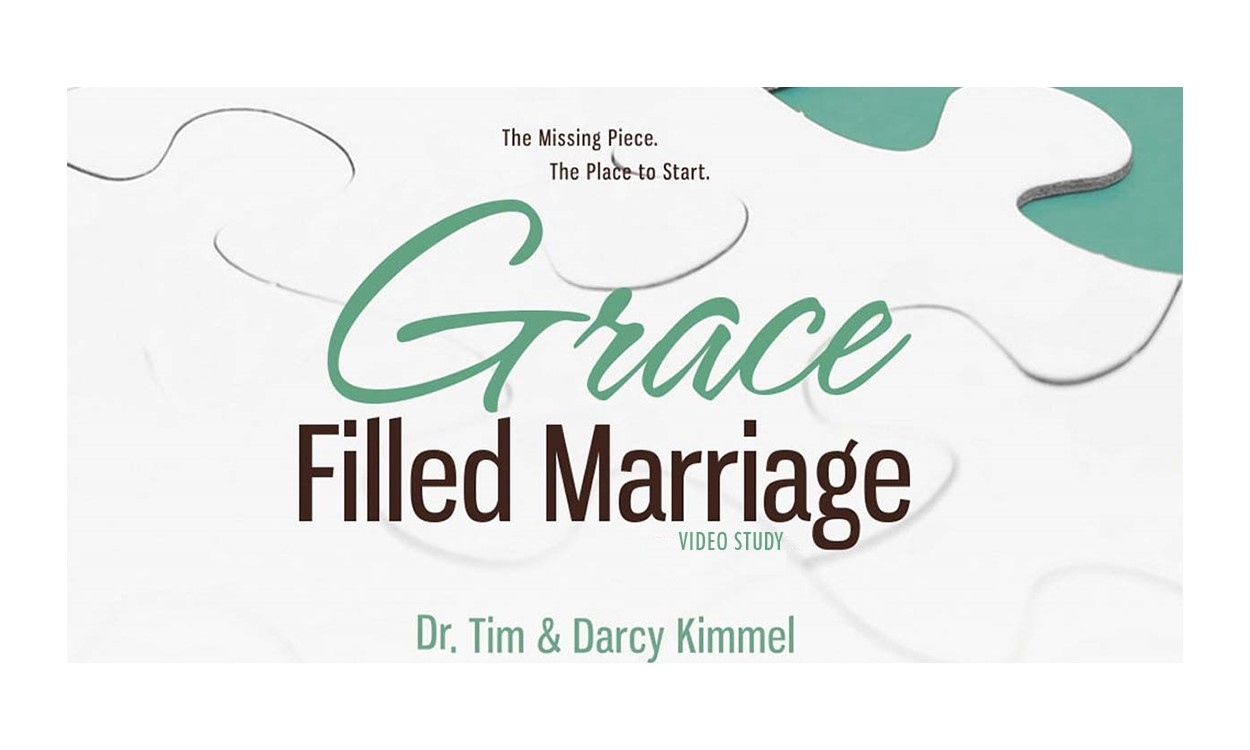 The Missing Piece.
The Place to Start.
Grace
Filled Marriage
VIDEO STUDY
Dr. Tim & Darcy Kimmel